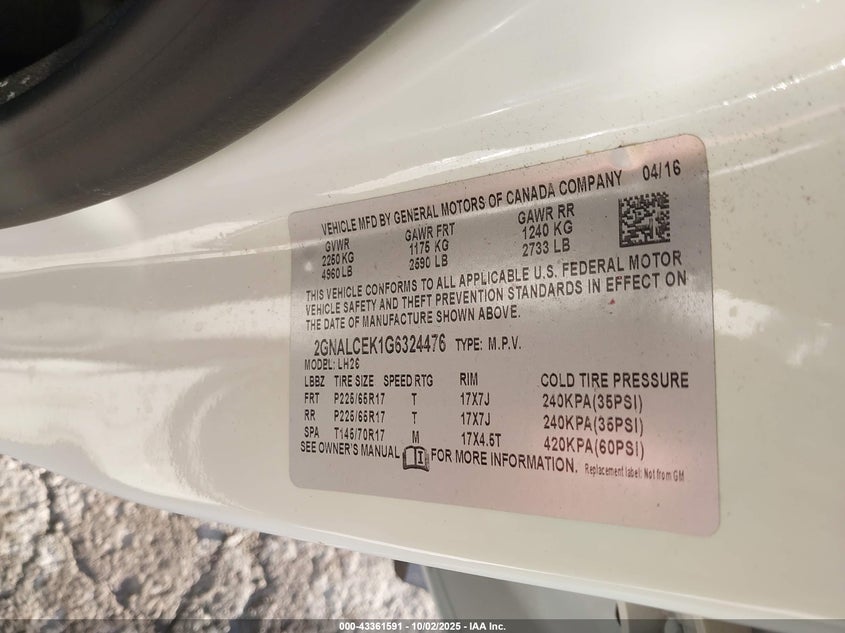 VEHICLE MFD BY GENERAL MOTORS OF CANADA COMPANY 04/16
GVWR GAWR FRT GAWR RR
2250 KG 1175 KG 1240 KG
4960 LB 2590 LB 2733 LB
THIS VEHICLE CONFORMS TO ALL APPLICABLE U.S. FEDERAL MOTOR
VEHICLE SAFETY AND THEFT PREVENTION STANDARDS IN EFFECT ON
THE DATE OF MANUFACTURE SHOWN ABOVE.
2GNALCEK1G6324476 TYPE: M.P.V.
MODEL: LH26
LBBZ TIRE SIZE SPEED RTG RIM COLD TIRE PRESSURE
FRT P225/65R17 T 17X7J 240KPA(35PSI)
RR P225/65R17 T 17X7J 240KPA(35PSI)
SPA T145/70R17 M 17X4.5T 420KPA(60PSI)
SEE OWNER'S MANUAL FOR MORE INFORMATION. Replacement label: Not from GM
000-43361591 - 10/02/2025 - IAA Inc.